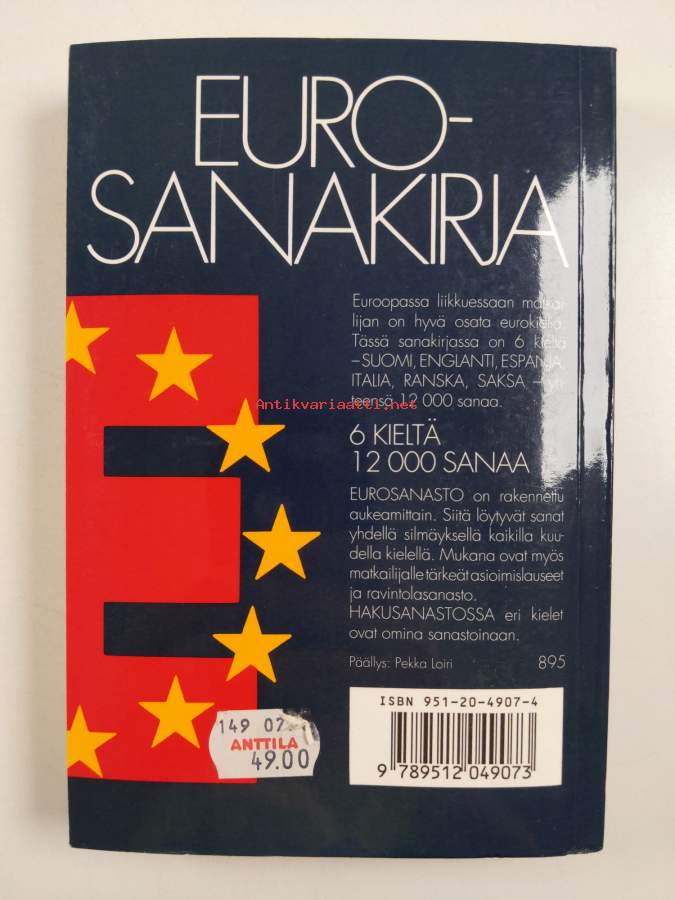 EURO-
SANAKIRJA
Euroopassa liikkuessaan matkai-
lijan on hyvä osata eurokieliä.
Tässä sanakirjassa on 6 kieltä
–SUOMI, ENGLANTI, ESPANJA,
ITALIA, RANSKA, SAKSA – yh-
teensä 12 000 sanaa.
Antikvariaatti.net
6 KIELTÄ
12 000 SANAA
EUROSANASTO on rakennettu
aukeamittain. Siitä löytyvät sanat
yhdellä silmäyksellä kaikilla kuu-
della kielellä. Mukana ovat myös
matkailijalle tärkeät asioimislauseet
ja ravintolasanasto.
HAKUSANASTOSSA eri kielet
ovat omina sanastoinaan.
Päällys: Pekka Loiri 895
ISBN 951-20-4907-4
9 789512 049073
149
ANTTILA
49.00